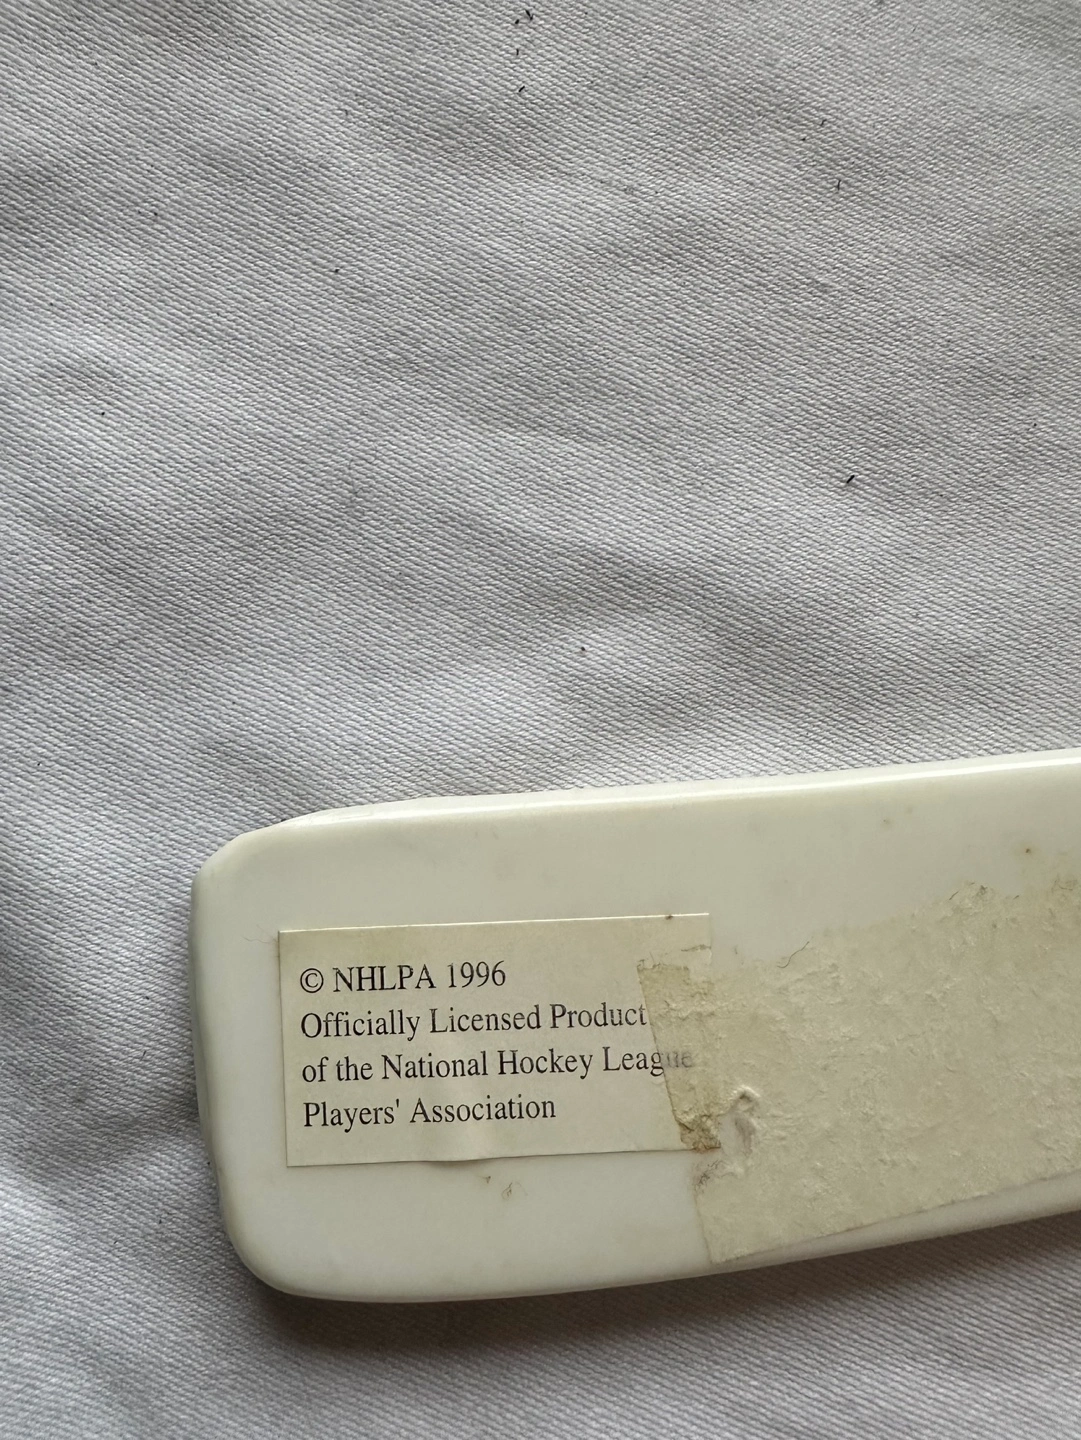 © NHLPA 1996
Officially Licensed Product
of the National Hockey League
Players' Association